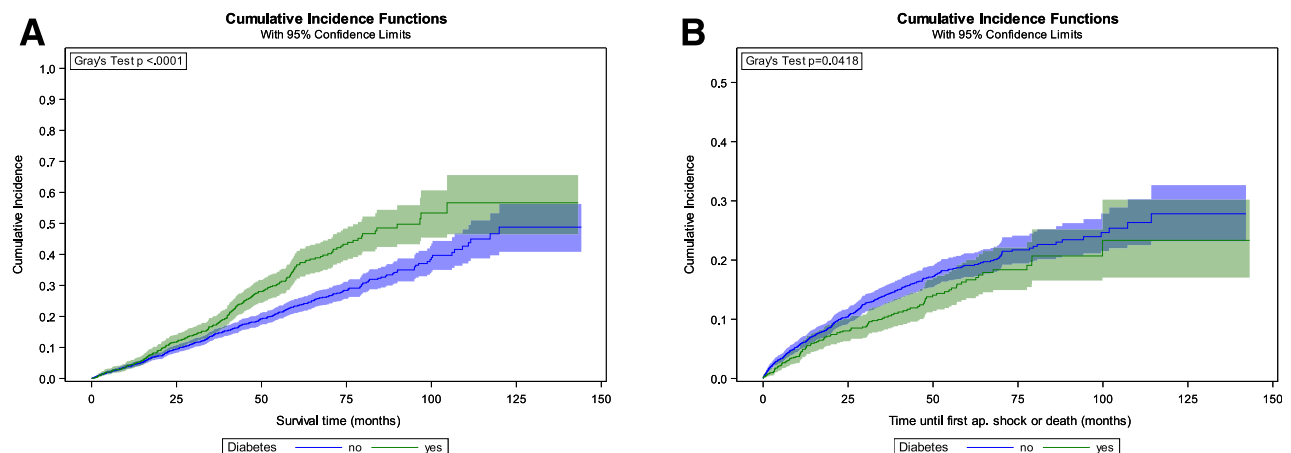 A
Cumulative Incidence Functions
With 95% Confidence Limits
Gray's Test p <.0001
1.0
0.9
0.8
0.7
0.6
0.5
0.4
0.3
0.2
0.1
0.0
Cumulative Incidence
0 25 50 75 100 125 150
Survival time (months)
Diabetes no yes
B
Cumulative Incidence Functions
With 95% Confidence Limits
Gray's Test p=0.0418
0.5
0.4
0.3
0.2
0.1
0.0
Cumulative Incidence
0 25 50 75 100 125 150
Time until first ap. shock or death (months)
Diabetes no yes